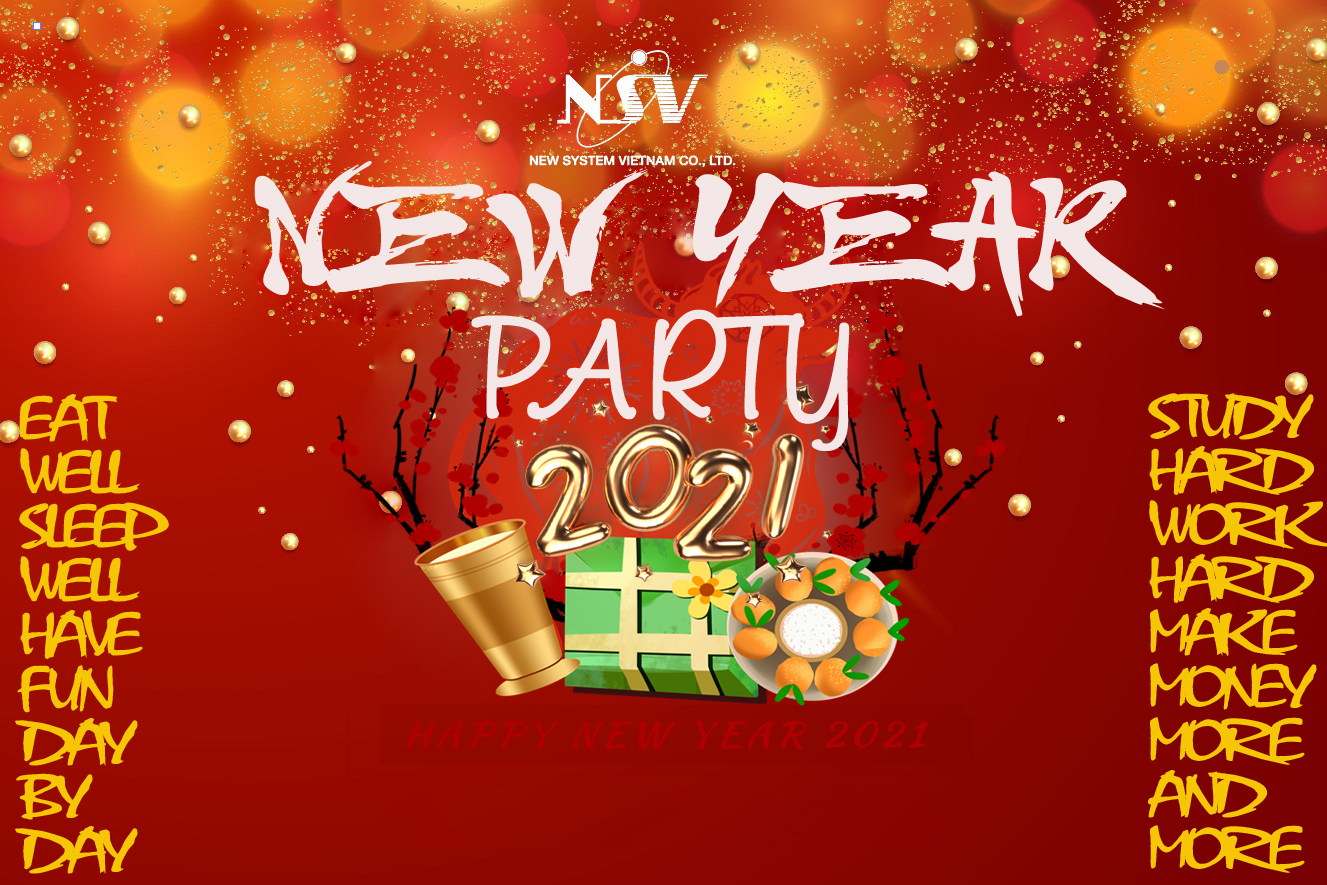 NSV
NEW SYSTEM VIETNAM CO., LTD.
NEW YEAR
PARTY
2021
EAT
WELL
SLEEP
WELL
HAVE
FUN
DAY
BY
DAY
STUDY
HARD
WORK
HARD
MAKE
MONEY
MORE
AND
MORE
HAPPY NEW YEAR 2021